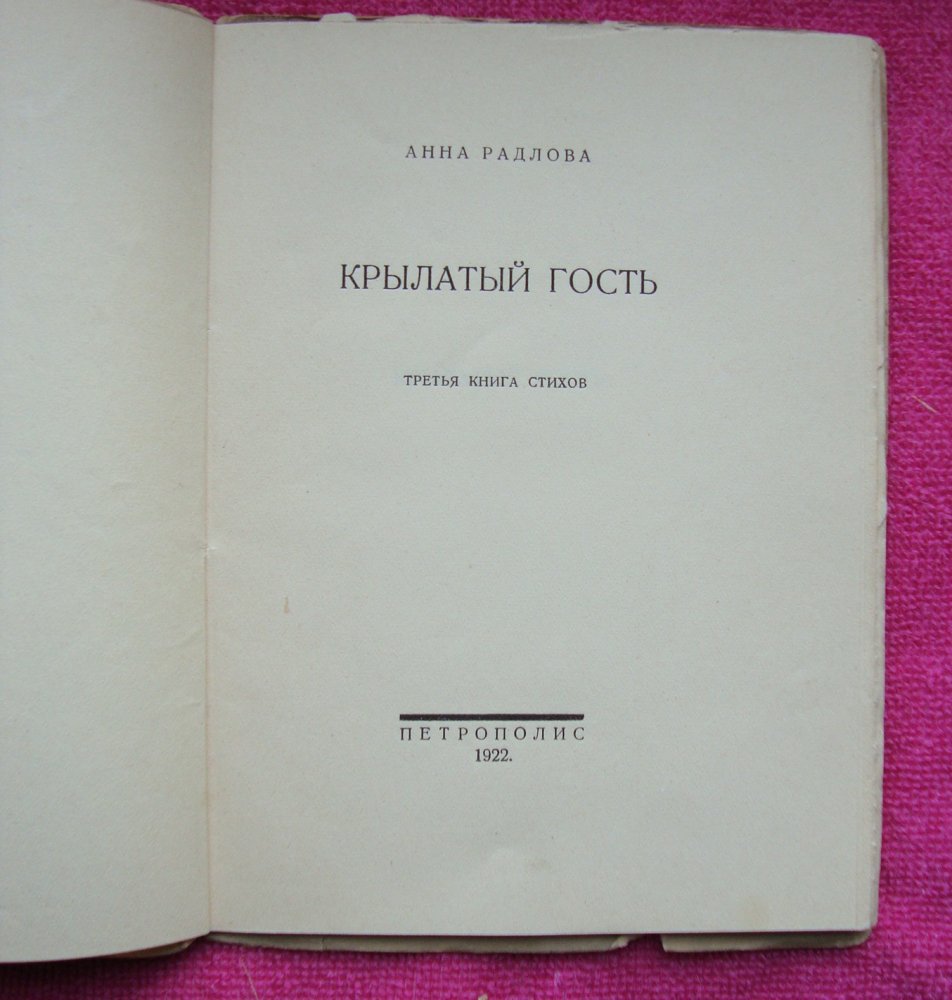 АННА РАДЛОВА
КРЫЛАТЫЙ ГОСТЬ
ТРЕТЬЯ КНИГА СТИХОВ
ПЕТРОПОЛИС
1922.